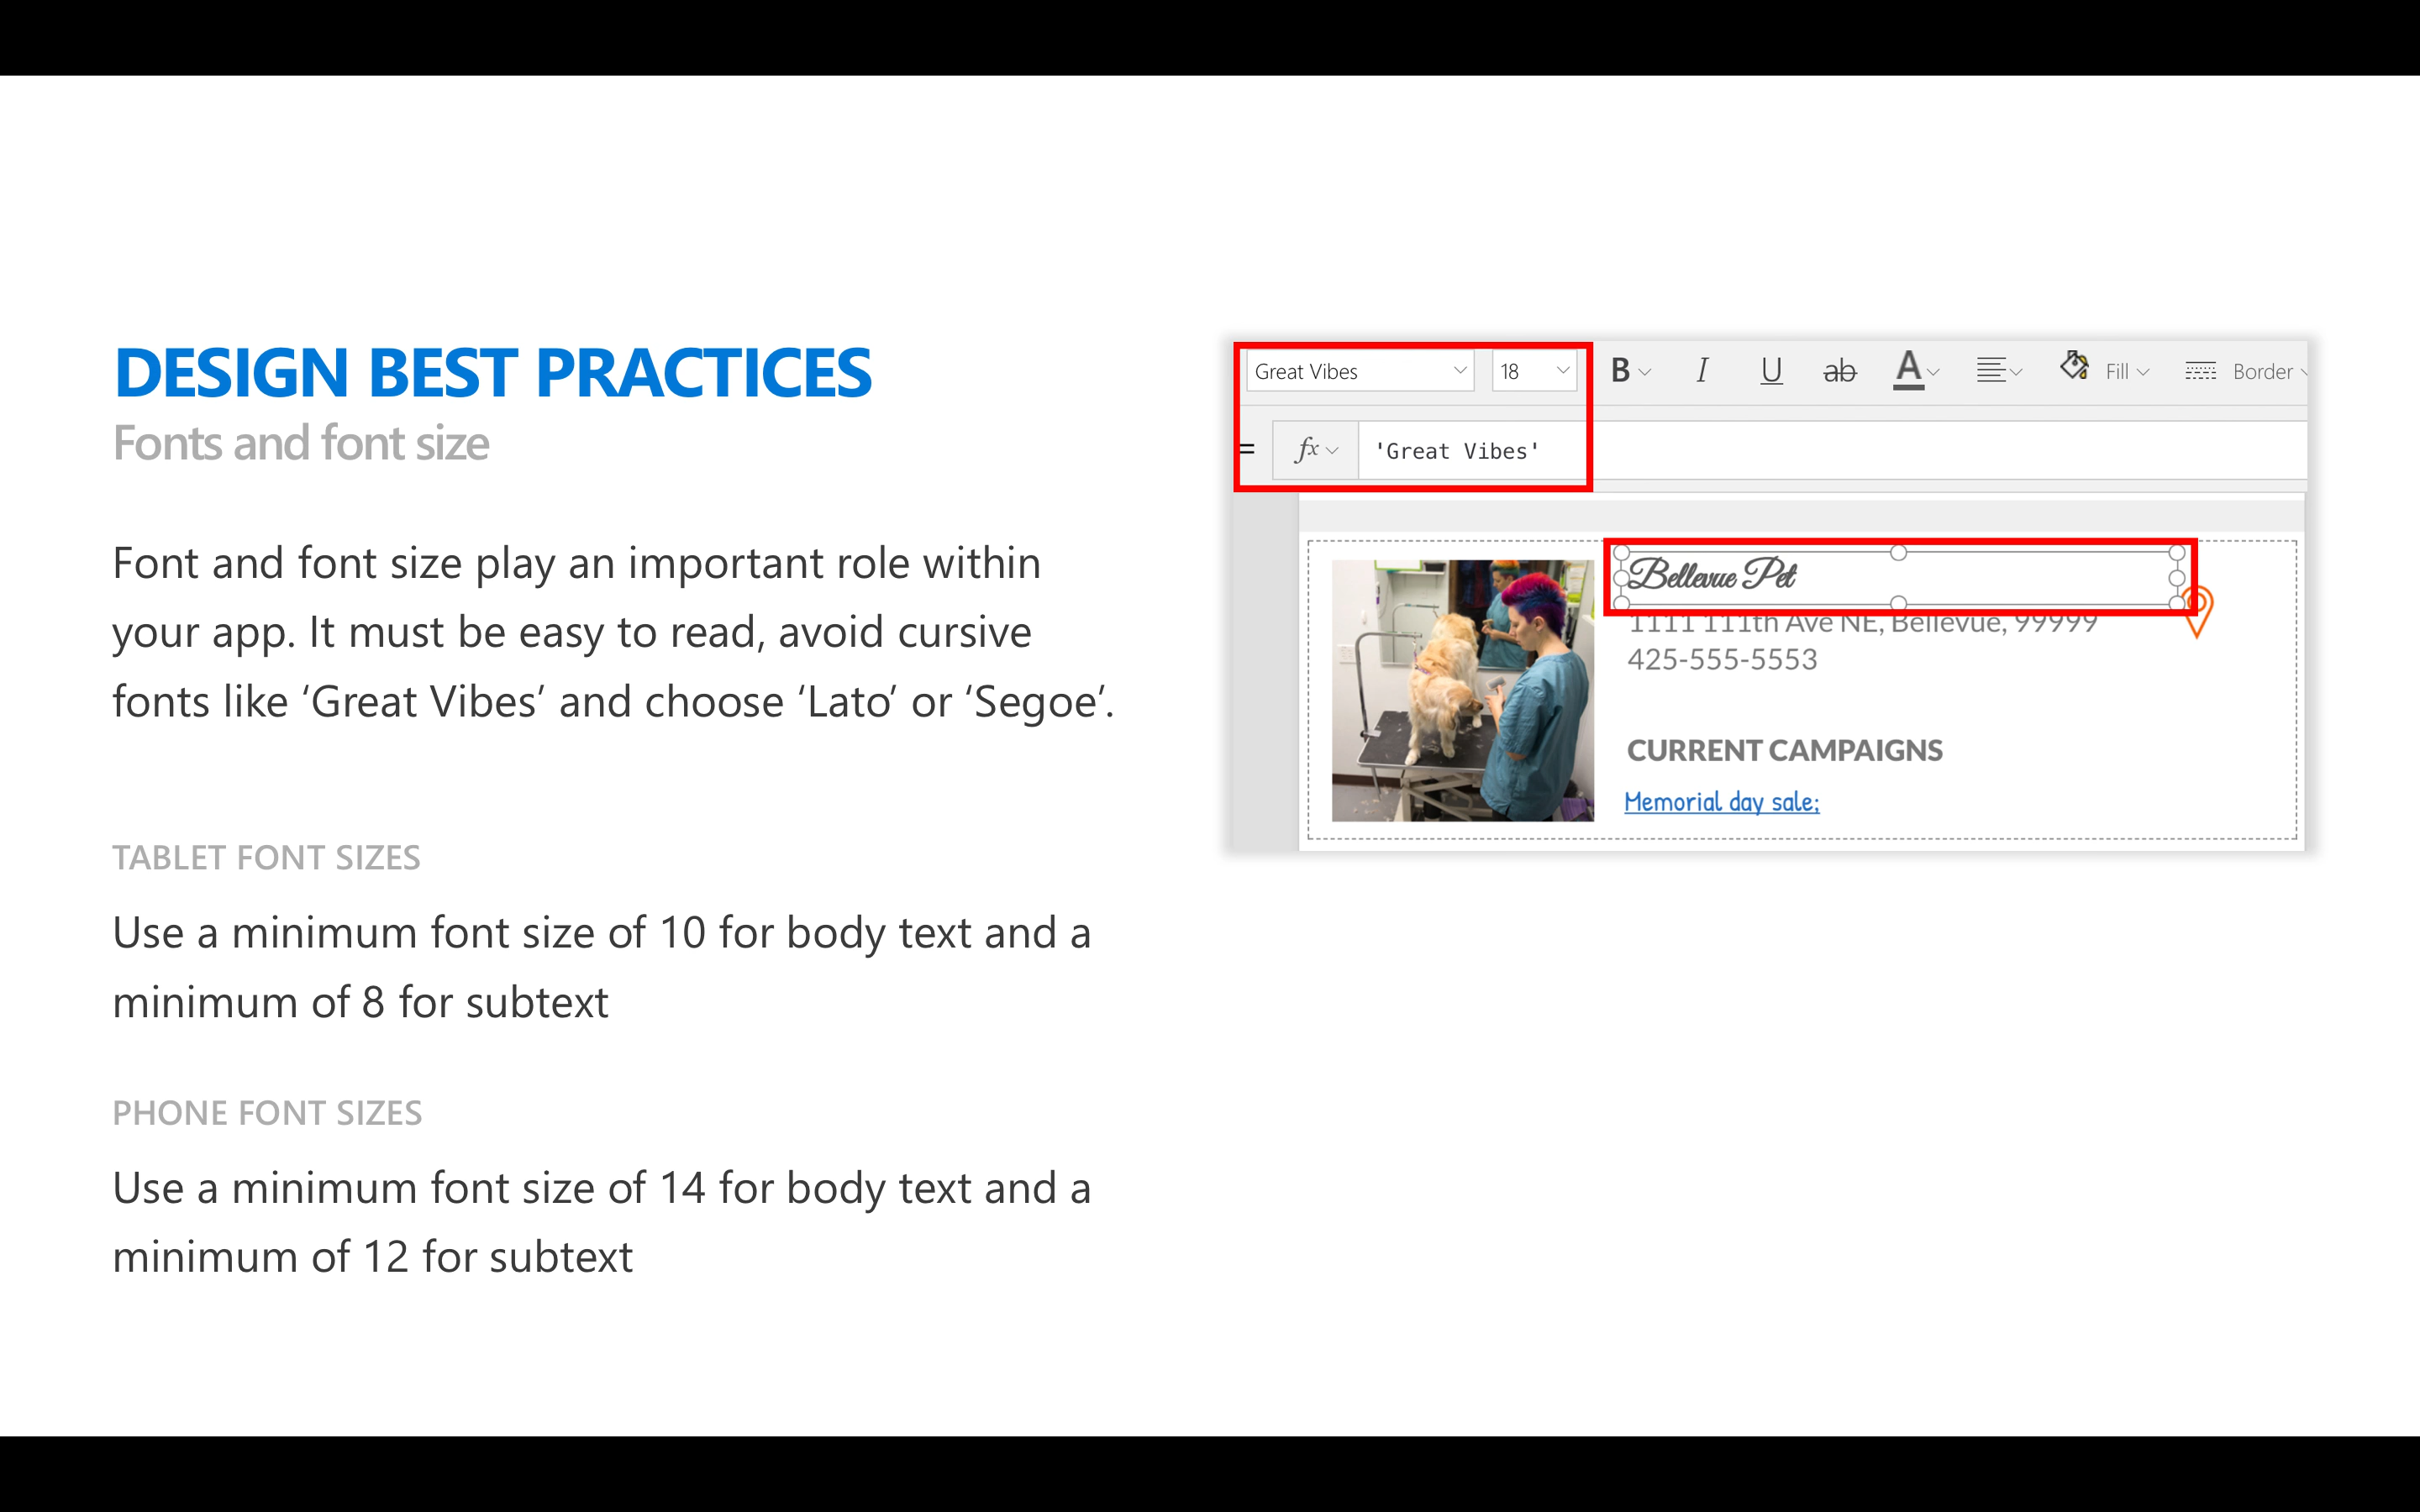 DESIGN BEST PRACTICES
Fonts and font size
Font and font size play an important role within
your app. It must be easy to read, avoid cursive
fonts like ‘Great Vibes’ and choose ‘Lato’ or ‘Segoe’.
TABLET FONT SIZES
Use a minimum font size of 10 for body text and a
minimum of 8 for subtext
PHONE FONT SIZES
Use a minimum font size of 14 for body text and a
minimum of 12 for subtext
Great Vibes 18 B I U ab A Fill Border
= fx 'Great Vibes'
Bellevue Pet
1111 111th Ave NE, Bellevue, 99999
425-555-5553
CURRENT CAMPAIGNS
Memorial day sale;